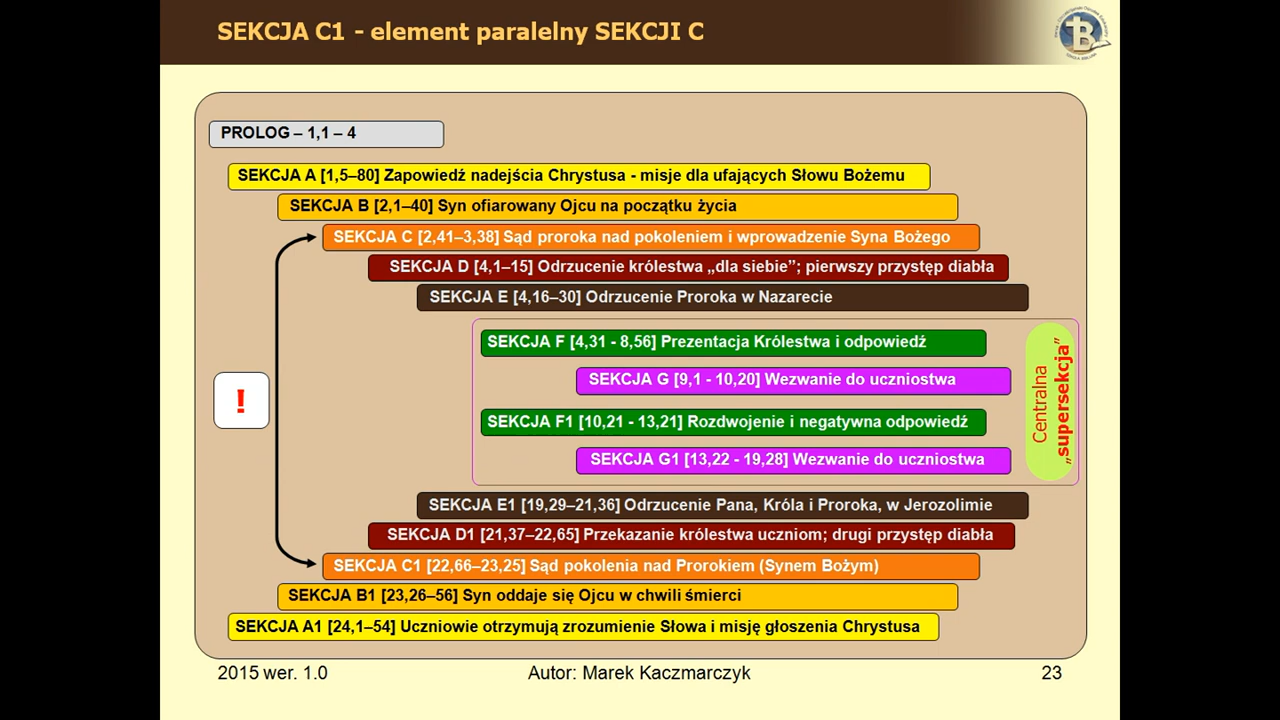 SEKCJA C1 - element paralelny SEKCJI C
PROLOG – 1,1 – 4
SEKCJA A [1,5–80] Zapowiedź nadejścia Chrystusa - misje dla ufających Słowu Bożemu
SEKCJA B [2,1–40] Syn ofiarowany Ojcu na początku życia
SEKCJA C [2,41–3,38] Sąd proroka nad pokoleniem i wprowadzenie Syna Bożego
SEKCJA D [4,1–15] Odrzucenie królestwa „dla siebie”; pierwszy przystęp diabła
SEKCJA E [4,16–30] Odrzucenie Proroka w Nazarecie
SEKCJA F [4,31 - 8,56] Prezentacja Królestwa i odpowiedź
SEKCJA G [9,1 - 10,20] Wezwanie do uczniostwa
SEKCJA F1 [10,21 - 13,21] Rozdwojenie i negatywna odpowiedź
SEKCJA G1 [13,22 - 19,28] Wezwanie do uczniostwa
Centralna
„supersekcja”
!
SEKCJA E1 [19,29–21,36] Odrzucenie Pana, Króla i Proroka, w Jerozolimie
SEKCJA D1 [21,37–22,65] Przekazanie królestwa uczniom; drugi przystęp diabła
SEKCJA C1 [22,66–23,25] Sąd pokolenia nad Prorokiem (Synem Bożym)
SEKCJA B1 [23,26–56] Syn oddaje się Ojcu w chwili śmierci
SEKCJA A1 [24,1–54] Uczniowie otrzymują zrozumienie Słowa i misję głoszenia Chrystusa
2015 wer. 1.0
Autor: Marek Kaczmarczyk
23